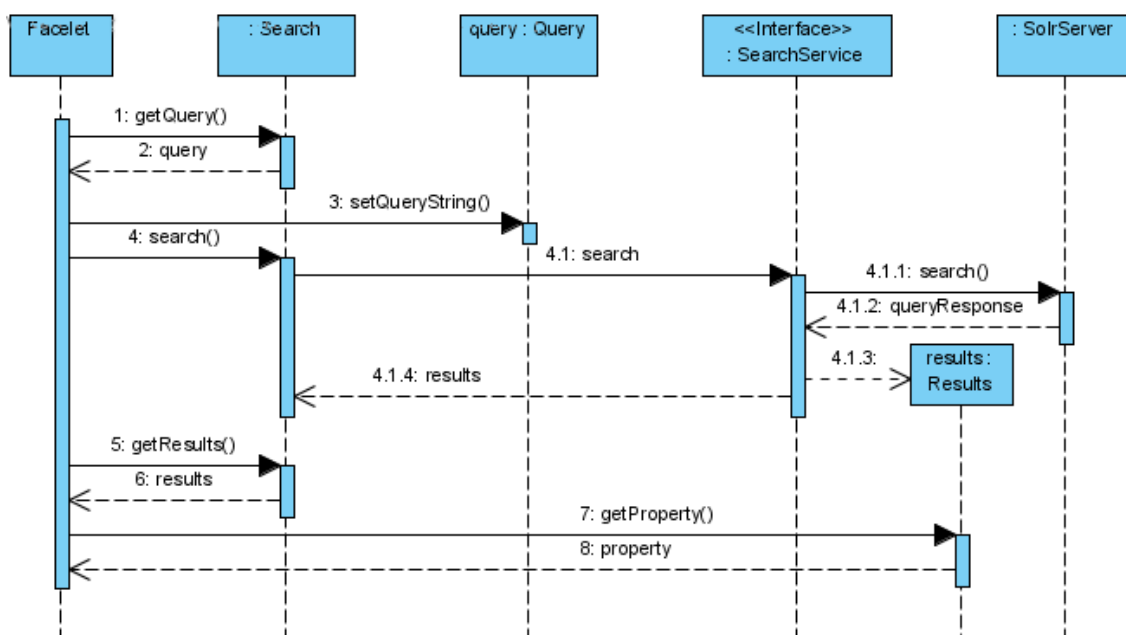 Facelet
: Search
query : Query
<<Interface>>
: SearchService
: SolrServer
1: getQuery()
2: query
3: setQueryString()
4: search()
4.1: search
4.1.1: search()
4.1.2: queryResponse
4.1.3:
results :
Results
4.1.4: results
5: getResults()
6: results
7: getProperty()
8: property